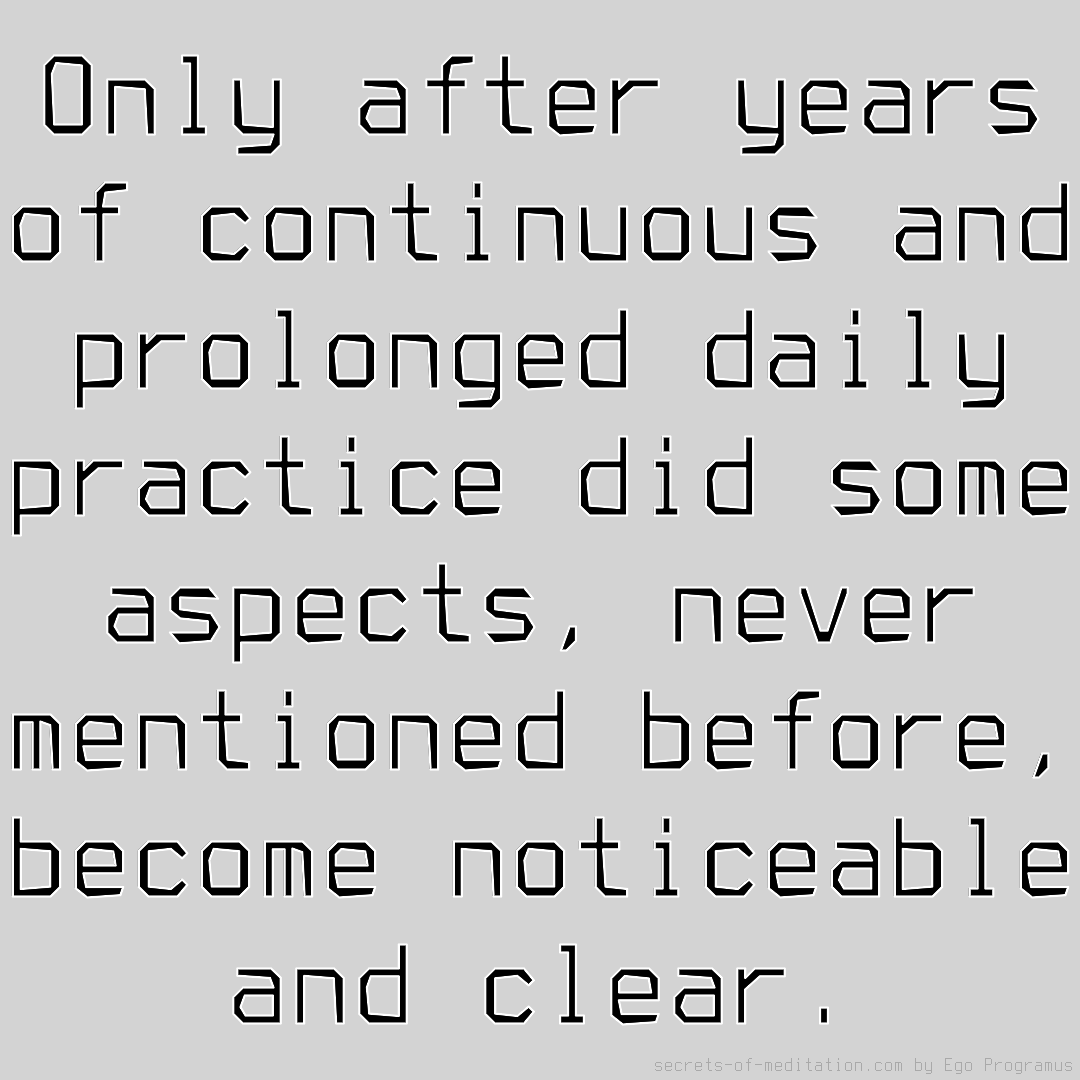 Only after years
of continuous and
prolonged daily
practice did some
aspects, never
mentioned before,
become noticeable
and clear.
secrets-of-meditation.com by Ego Programus